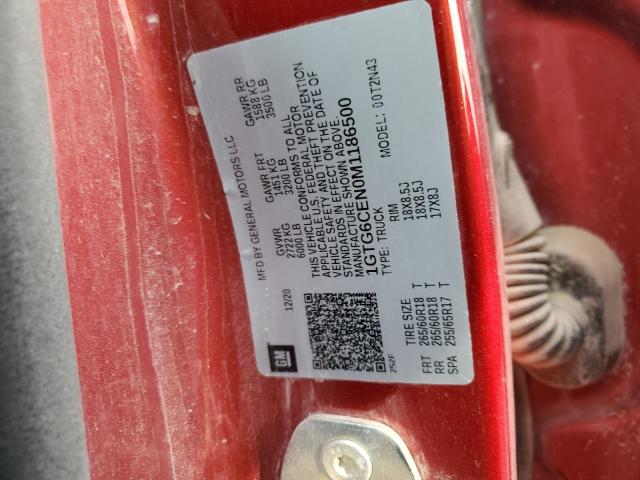 GM
MFD BY GENERAL MOTORS LLC
12/20 GVWR GAWR FRT GAWR RR
2722 KG 1451 KG 1588 KG
6000 LB 3200 LB 3500 LB
THIS VEHICLE CONFORMS TO ALL
APPLICABLE U.S. FEDERAL MOTOR
VEHICLE SAFETY AND THEFT PREVENTION
STANDARDS IN EFFECT ON THE DATE OF
MANUFACTURE SHOWN ABOVE.
1GTG6CEN0M1186500
TYPE: TRUCK MODEL: 00T2N43
252F
TIRE SIZE RIM
FRT 265/60R18 T 18X8.5J
RR 265/60R18 T 18X8.5J
SPA 255/65R17 T 17X8J